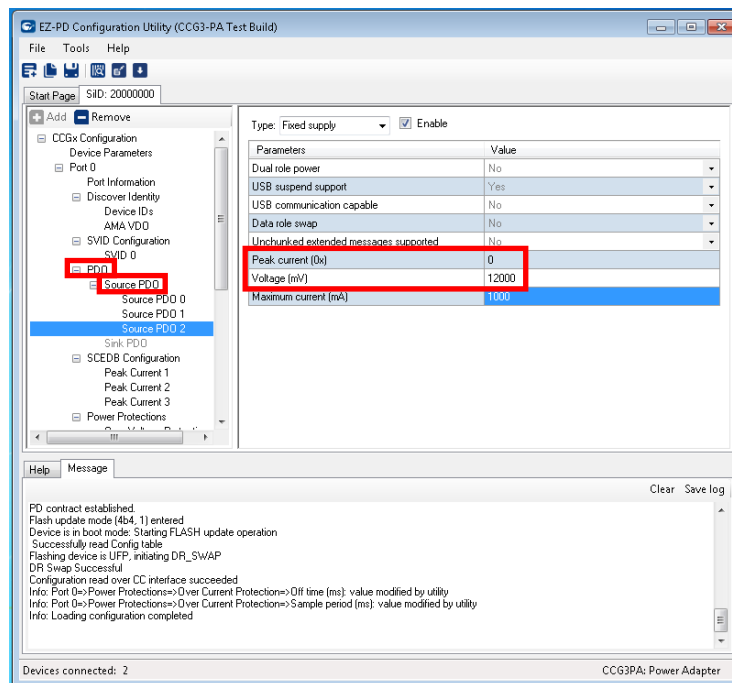 EZ-PD Configuration Utility (CCG3-PA Test Build)
File Tools Help
Start Page SilD: 20000000
Add Remove
CCGx Configuration
Device Parameters
Port 0
Port Information
Discover Identity
Device IDs
AMA VDO
SVID Configuration
SVID 0
PDO
Source PDO
Source PDO 0
Source PDO 1
Source PDO 2
Sink PDO
SCEDB Configuration
Peak Current 1
Peak Current 2
Peak Current 3
Power Protections
Type: Fixed supply Enable
Parameters Value
Dual role power No
USB suspend support Yes
USB communication capable No
Data role swap No
Unchunked extended messages supported No
Peak current (0x) 0
Voltage (mV) 12000
Maximum current (mA) 1000
Help Message
Clear Save log
PD contract established.
Flash update mode (4b4, 1) entered
Device is in boot mode: Starting FLASH update operation
Successfully read Config table
Flashing device is UFP, initiating DR_SWAP
DR Swap Successful
Configuration read over CC interface succeeded
Info: Port 0=>Power Protections=>Over Current Protection=>Off time (ms): value modified by utility
Info: Port 0=>Power Protections=>Over Current Protection=>Sample period (ms): value modified by utility
Info: Loading configuration completed
Devices connected: 2 CCG3PA: Power Adapter